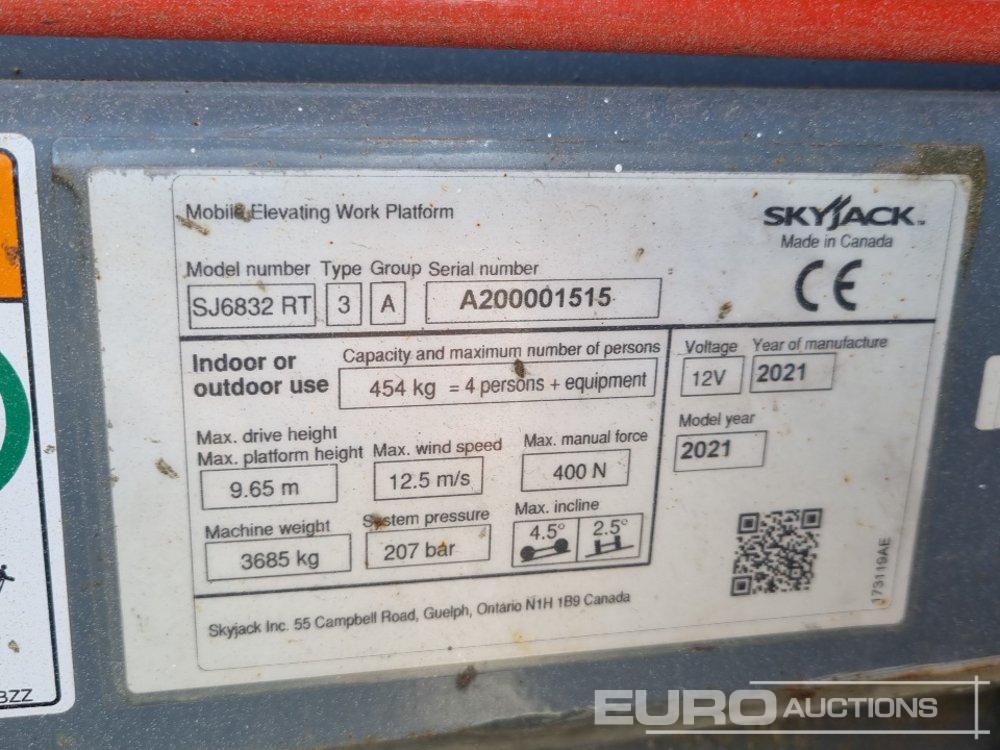 Mobile Elevating Work Platform
SKYJACK™
Made in Canada
CE
Model number Type Group Serial number
SJ6832 RT 3 A A200001515
Indoor or
outdoor use
Capacity and maximum number of persons
454 kg = 4 persons + equipment
Voltage Year of manufacture
12V 2021
Model year
2021
Max. drive height
Max. platform height Max. wind speed Max. manual force
9.65 m 12.5 m/s 400 N
Machine weight System pressure Max. incline
3685 kg 207 bar 4.5° 2.5°
Skyjack Inc. 55 Campbell Road, Guelph, Ontario N1H 1B9 Canada
173119AE
BZZ
EURO AUCTIONS